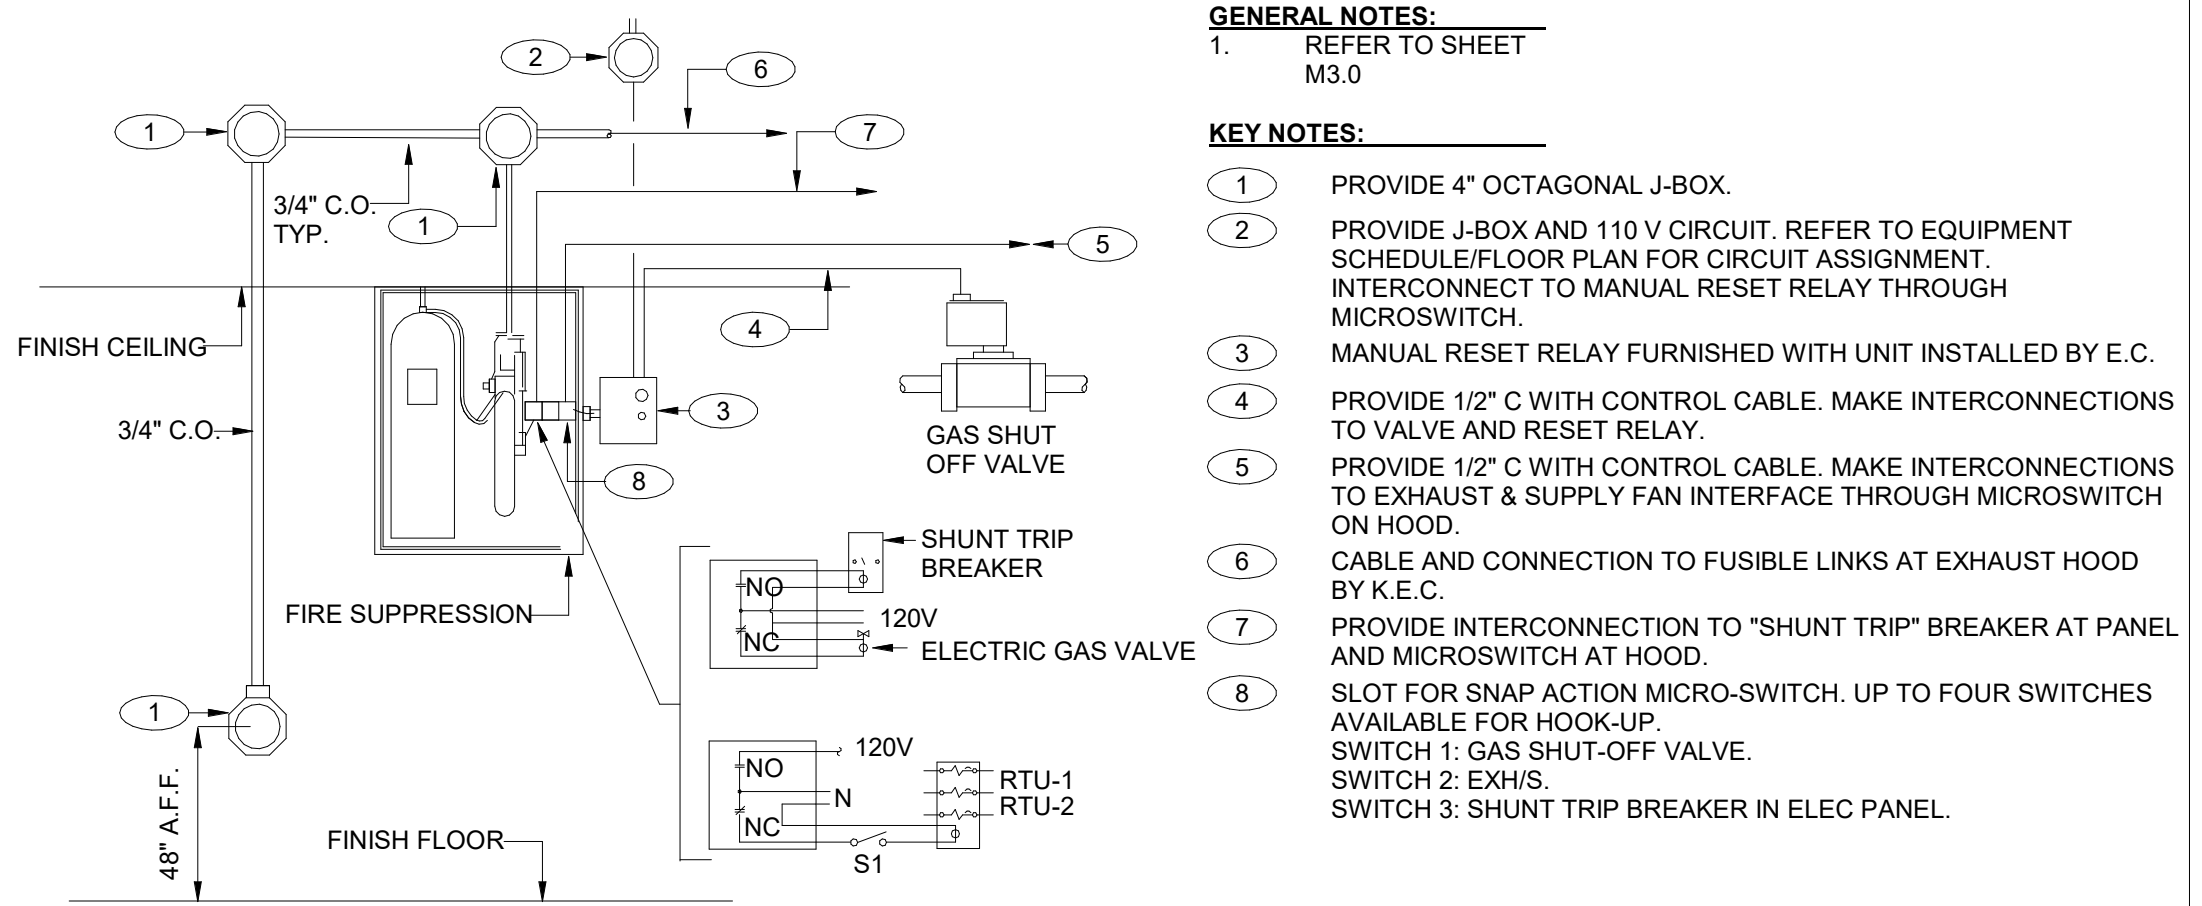 2
6
1
7
3/4" C.O.
TYP.
1
5
4
FINISH CEILING
3
3/4" C.O.
GAS SHUT
OFF VALVE
8
SHUNT TRIP
BREAKER
NO
FIRE SUPPRESSION
120V
NC
ELECTRIC GAS VALVE
1
120V
NO
RTU-1
N
RTU-2
NC
48" A.F.F.
FINISH FLOOR
S1
GENERAL NOTES:
1. REFER TO SHEET
M3.0
KEY NOTES:
1 PROVIDE 4" OCTAGONAL J-BOX.
2 PROVIDE J-BOX AND 110 V CIRCUIT. REFER TO EQUIPMENT
SCHEDULE/FLOOR PLAN FOR CIRCUIT ASSIGNMENT.
INTERCONNECT TO MANUAL RESET RELAY THROUGH
MICROSWITCH.
3 MANUAL RESET RELAY FURNISHED WITH UNIT INSTALLED BY E.C.
4 PROVIDE 1/2" C WITH CONTROL CABLE. MAKE INTERCONNECTIONS
TO VALVE AND RESET RELAY.
5 PROVIDE 1/2" C WITH CONTROL CABLE. MAKE INTERCONNECTIONS
TO EXHAUST & SUPPLY FAN INTERFACE THROUGH MICROSWITCH
ON HOOD.
6 CABLE AND CONNECTION TO FUSIBLE LINKS AT EXHAUST HOOD
BY K.E.C.
7 PROVIDE INTERCONNECTION TO "SHUNT TRIP" BREAKER AT PANEL
AND MICROSWITCH AT HOOD.
8 SLOT FOR SNAP ACTION MICRO-SWITCH. UP TO FOUR SWITCHES
AVAILABLE FOR HOOK-UP.
SWITCH 1: GAS SHUT-OFF VALVE.
SWITCH 2: EXH/S.
SWITCH 3: SHUNT TRIP BREAKER IN ELEC PANEL.